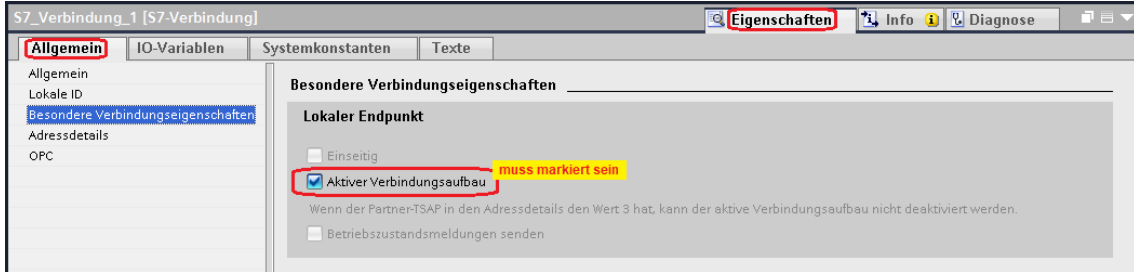 S7_Verbindung_1 [S7-Verbindung]
Eigenschaften
Info
Diagnose
Allgemein
IO-Variablen
Systemkonstanten
Texte
Allgemein
Lokale ID
Besondere Verbindungseigenschaften
Adressdetails
OPC
Besondere Verbindungseigenschaften
Lokaler Endpunkt
Einseitig
muss markiert sein
Aktiver Verbindungsaufbau
Wenn der Partner-TSAP in den Adressdetails den Wert 3 hat, kann der aktive Verbindungsaufbau nicht deaktiviert werden.
Betriebszustandsmeldungen senden